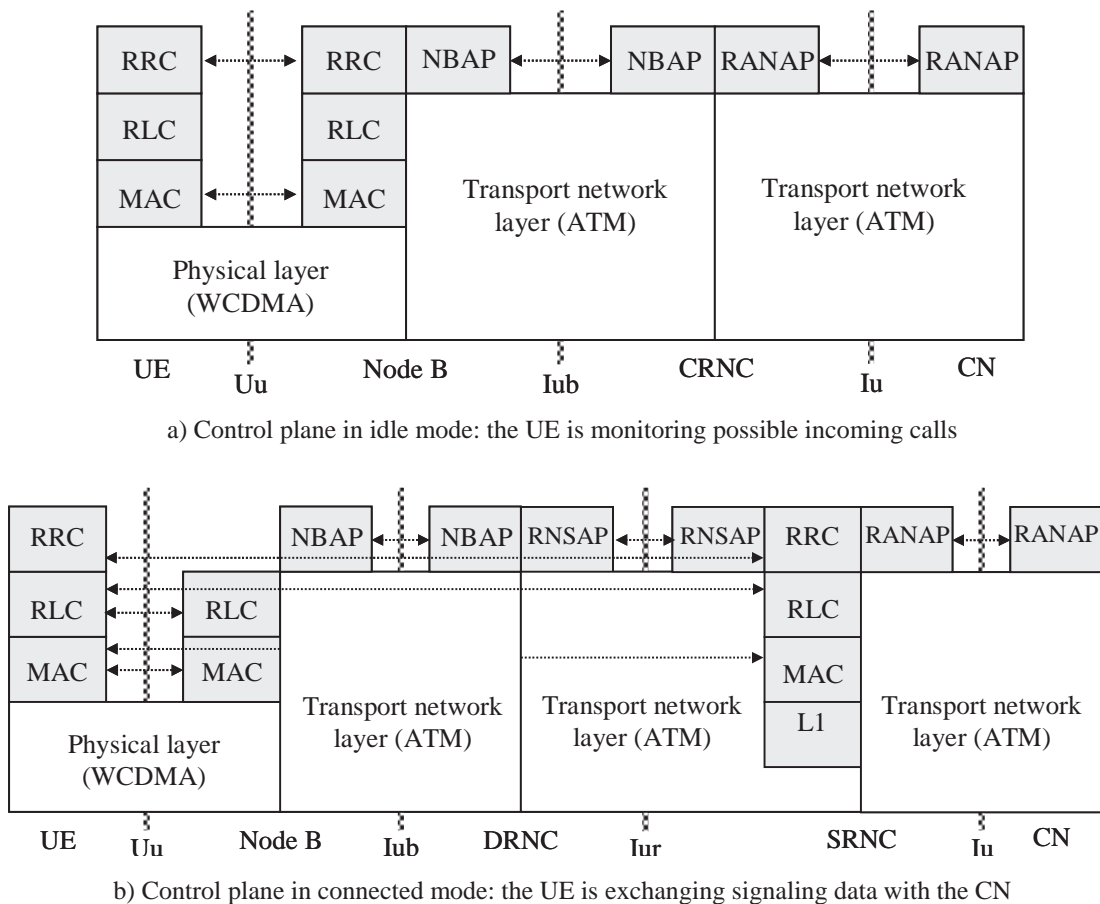 RRC RRC NBAP NBAP RANAP RANAP
RLC RLC
MAC MAC
Transport network
layer (ATM)
Transport network
layer (ATM)
Physical layer
(WCDMA)
UE Uu Node B Iub CRNC Iu CN
a) Control plane in idle mode: the UE is monitoring possible incoming calls
RRC NBAP NBAP RNSAP RNSAP RRC RANAP RANAP
RLC RLC RLC
MAC MAC MAC
Transport network
layer (ATM)
Transport network
layer (ATM)
L1
Transport network
layer (ATM)
Physical layer
(WCDMA)
UE Uu Node B Iub DRNC Iur SRNC Iu CN
b) Control plane in connected mode: the UE is exchanging signaling data with the CN